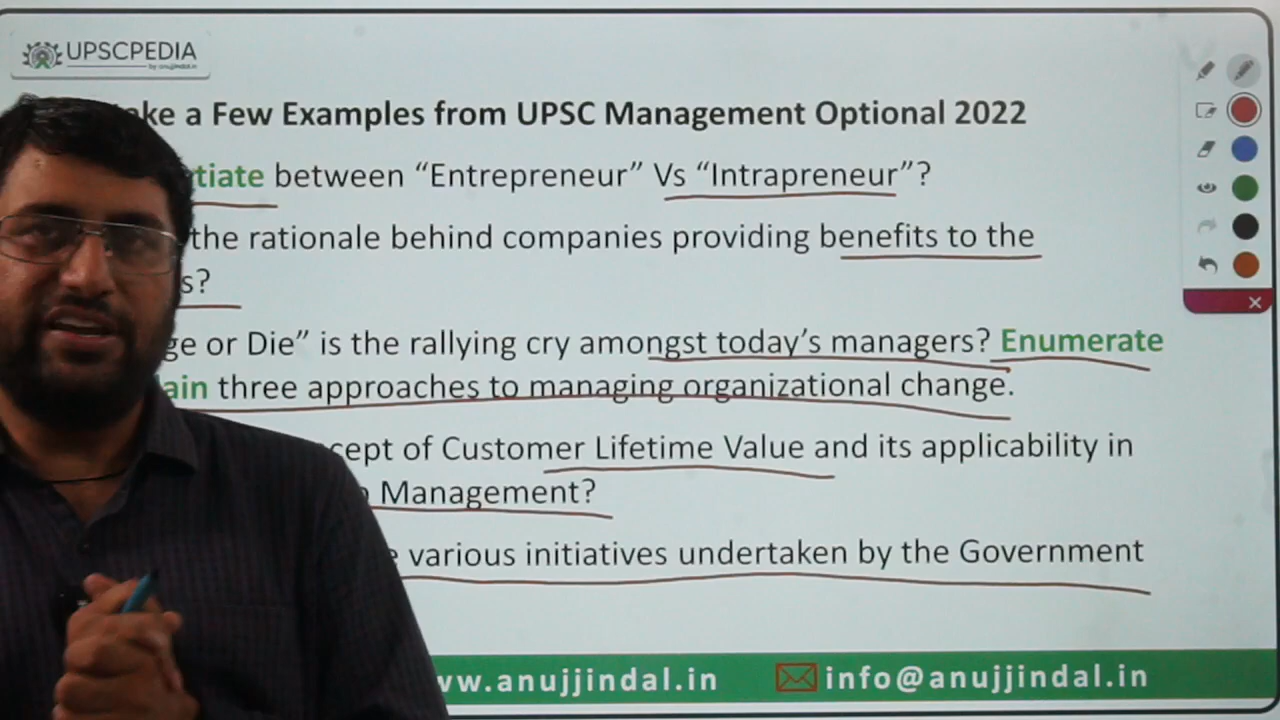 UPSCPEDIA
ke a Few Examples from UPSC Management Optional 2022
tiate between “Entrepreneur” Vs “Intrapreneur”?
the rationale behind companies providing benefits to the
s?
ge or Die” is the rallying cry amongst today’s managers? Enumerate
ain three approaches to managing organizational change.
cept of Customer Lifetime Value and its applicability in
Management?
various initiatives undertaken by the Government
w.anujjindal.in
info@anujjindal.in